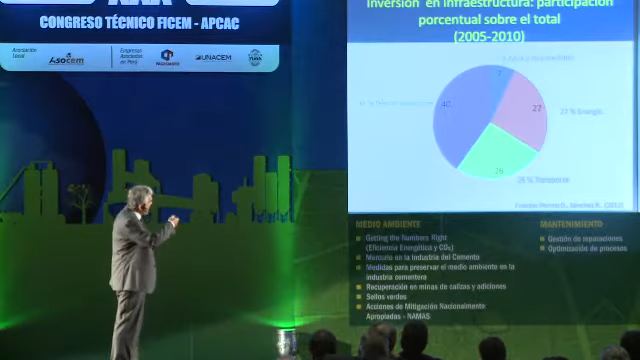 CONGRESO TÉCNICO FICEM - APCAC
Asociación
Local
ASOCEM
Empresas
Asociadas
en Perú
UNACEM
YURA
Inversión en infraestructura: participación
porcentual sobre el total
(2005-2010)
7
40
27
27 % Energía
26
26 % Transporte
MEDIO AMBIENTE
Getting the Numbers Right
(Eficiencia Energética y CO₂)
Mercurio en la Industria del Cemento
Medidas para preservar el medio ambiente en la
industria cementera
Recuperación en minas de calizas y adiciones
Sellos verdes
Acciones de Mitigación Nacionalmente
Apropiadas - NAMAS
MANTENIMIENTO
Gestión de reparaciones
Optimización de procesos